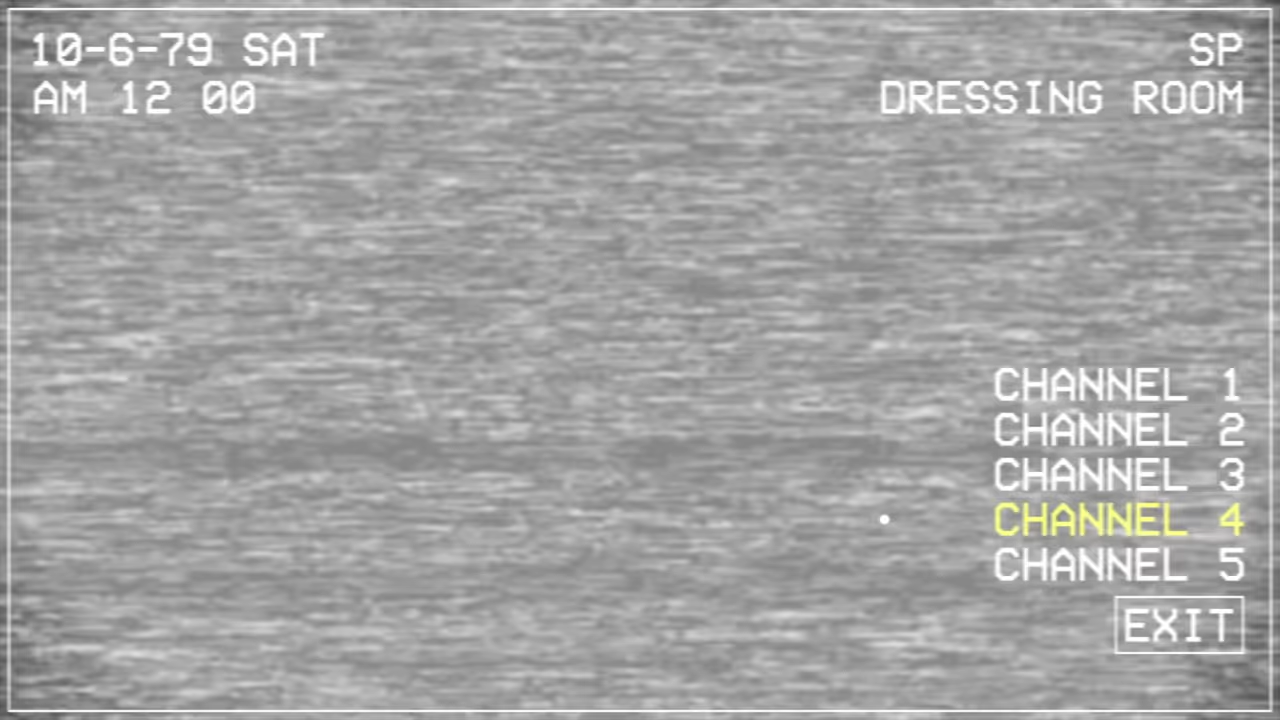 10-6-79 SAT
AM 12 00
SP
DRESSING ROOM
CHANNEL 1
CHANNEL 2
CHANNEL 3
CHANNEL 4
CHANNEL 5
EXIT